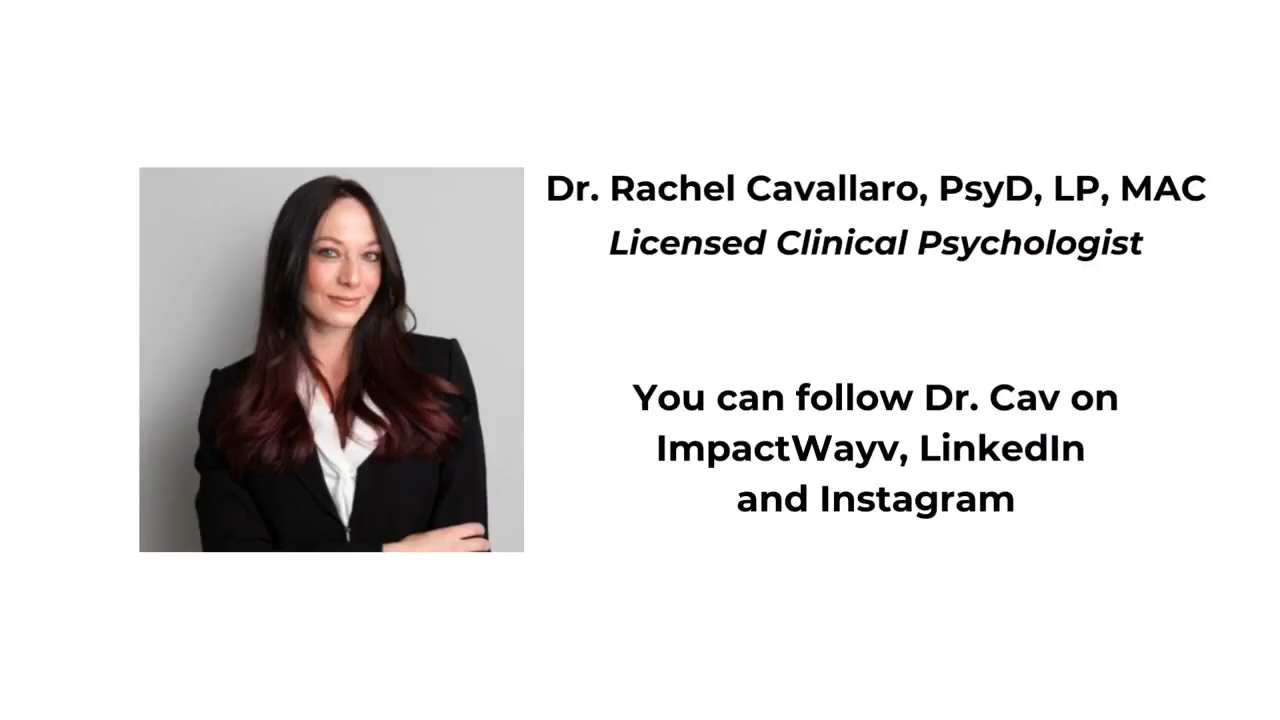 Dr. Rachel Cavallaro, PsyD, LP, MAC
Licensed Clinical Psychologist
You can follow Dr. Cav on
ImpactWayv, LinkedIn
and Instagram